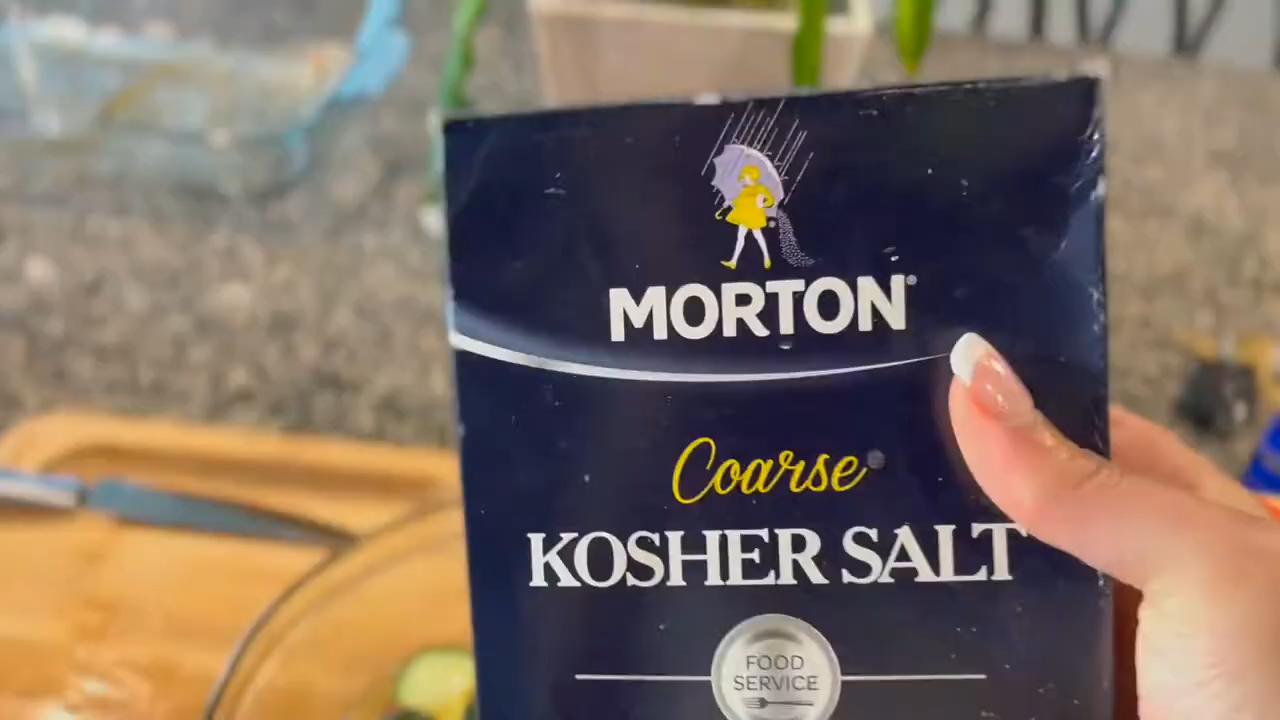 MORTON®
Coarse
KOSHER SALT
FOOD
SERVICE